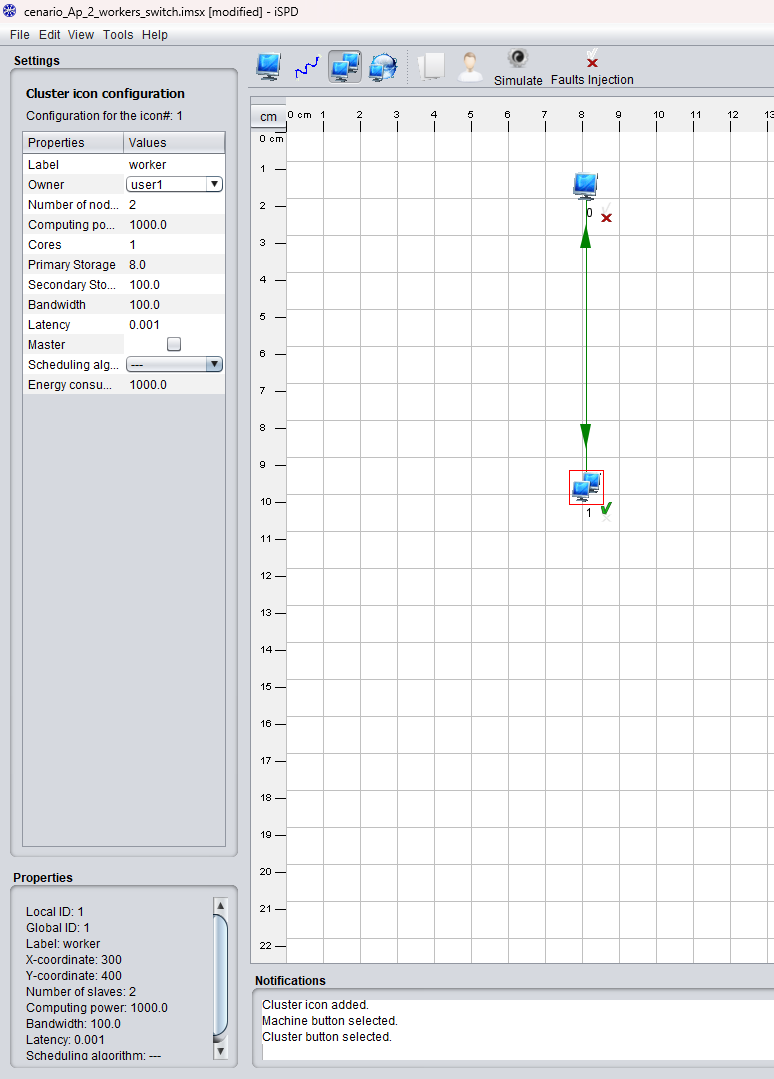 cenario_Ap_2_workers_switch.imsx [modified] - iSPD
File Edit View Tools Help
Settings
Cluster icon configuration
Configuration for the icon#: 1
Properties Values
Label worker
Owner user1
Number of nod... 2
Computing po... 1000.0
Cores 1
Primary Storage 8.0
Secondary Sto... 100.0
Bandwidth 100.0
Latency 0.001
Master
Scheduling alg... ---
Energy consu... 1000.0
Simulate Faults Injection
cm
0 cm 1 2 3 4 5 6 7 8 9 10 11 12 13
0 cm
1
2
3
4
5
6
7
8
9
10
11
12
13
14
15
16
17
18
19
20
21
22
0
1
Properties
Local ID: 1
Global ID: 1
Label: worker
X-coordinate: 300
Y-coordinate: 400
Number of slaves: 2
Computing power: 1000.0
Bandwidth: 100.0
Latency: 0.001
Scheduling algorithm: ---
Notifications
Cluster icon added.
Machine button selected.
Cluster button selected.